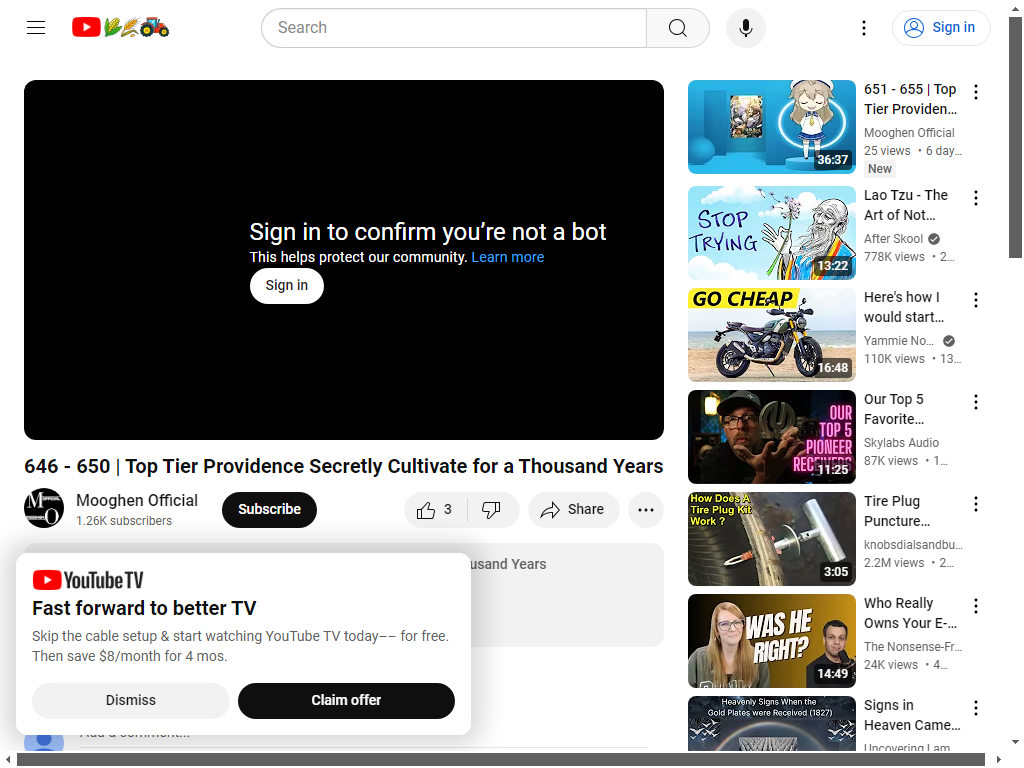 Search
Sign in
Sign in to confirm you’re not a bot
This helps protect our community. Learn more
Sign in
646 - 650 | Top Tier Providence Secretly Cultivate for a Thousand Years
Mooghen Official
1.26K subscribers
Subscribe
3
Share
usand Years
YouTube TV
Fast forward to better TV
Skip the cable setup & start watching YouTube TV today–– for free.
Then save $8/month for 4 mos.
Dismiss
Claim offer
Add a comment...
36:37
651 - 655 | Top
Tier Providen...
Mooghen Official
25 views • 6 day...
New
STOP
TRYING
13:22
Lao Tzu - The
Art of Not...
After Skool
778K views • 2...
GO CHEAP
16:48
Here's how I
would start...
Yammie No...
110K views • 13...
OUR
TOP 5
PIONEER
RECEIVERS
11:25
Our Top 5
Favorite...
Skylabs Audio
87K views • 1...
How Does A
Tire Plug Kit
Work ?
3:05
Tire Plug
Puncture...
knobsdialsandbu...
2.2M views • 2...
WAS HE
RIGHT?
14:49
Who Really
Owns Your E-...
The Nonsense-Fr...
24K views • 4...
Heavenly Signs When the
Gold Plates were Received (1827)
Signs in
Heaven Came...
Uncovering Lam...